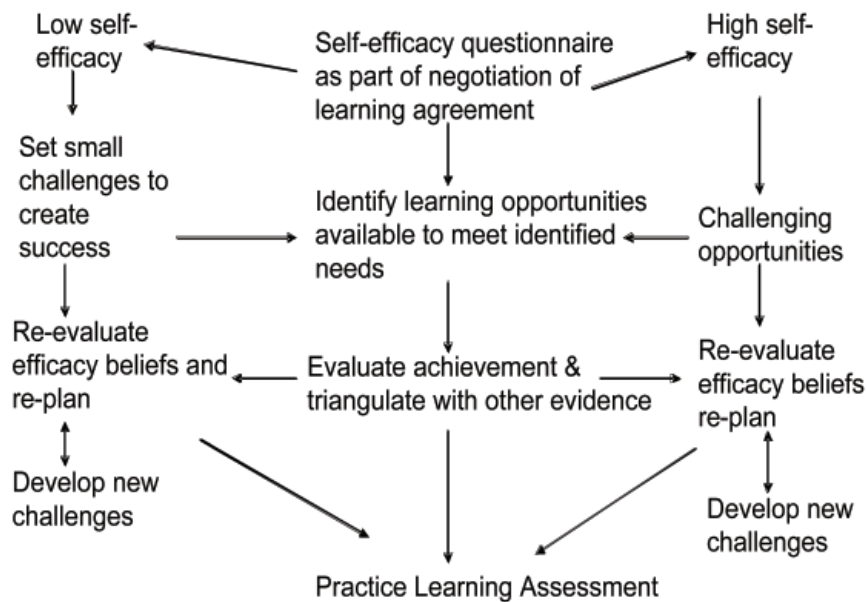 Low self-
efficacy
Self-efficacy questionnaire
as part of negotiation of
learning agreement
High self-
efficacy
Set small
challenges to
create
success
Identify learning opportunities
available to meet identified
needs
Challenging
opportunities
Re-evaluate
efficacy beliefs and
re-plan
Evaluate achievement &
triangulate with other evidence
Re-evaluate
efficacy beliefs
re-plan
Develop new
challenges
Develop new
challenges
Practice Learning Assessment